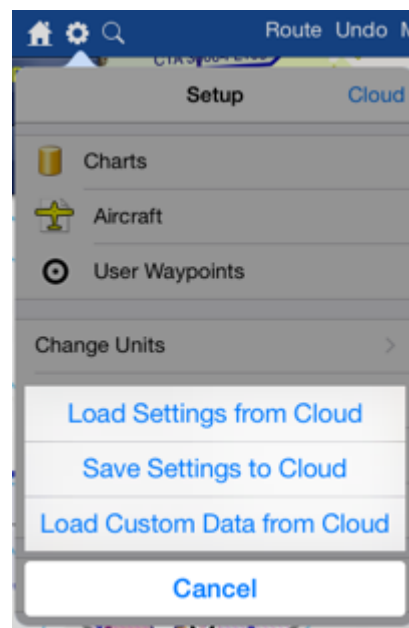 Route Undo
Setup
Cloud
Charts
Aircraft
User Waypoints
Change Units
Load Settings from Cloud
Save Settings to Cloud
Load Custom Data from Cloud
Cancel